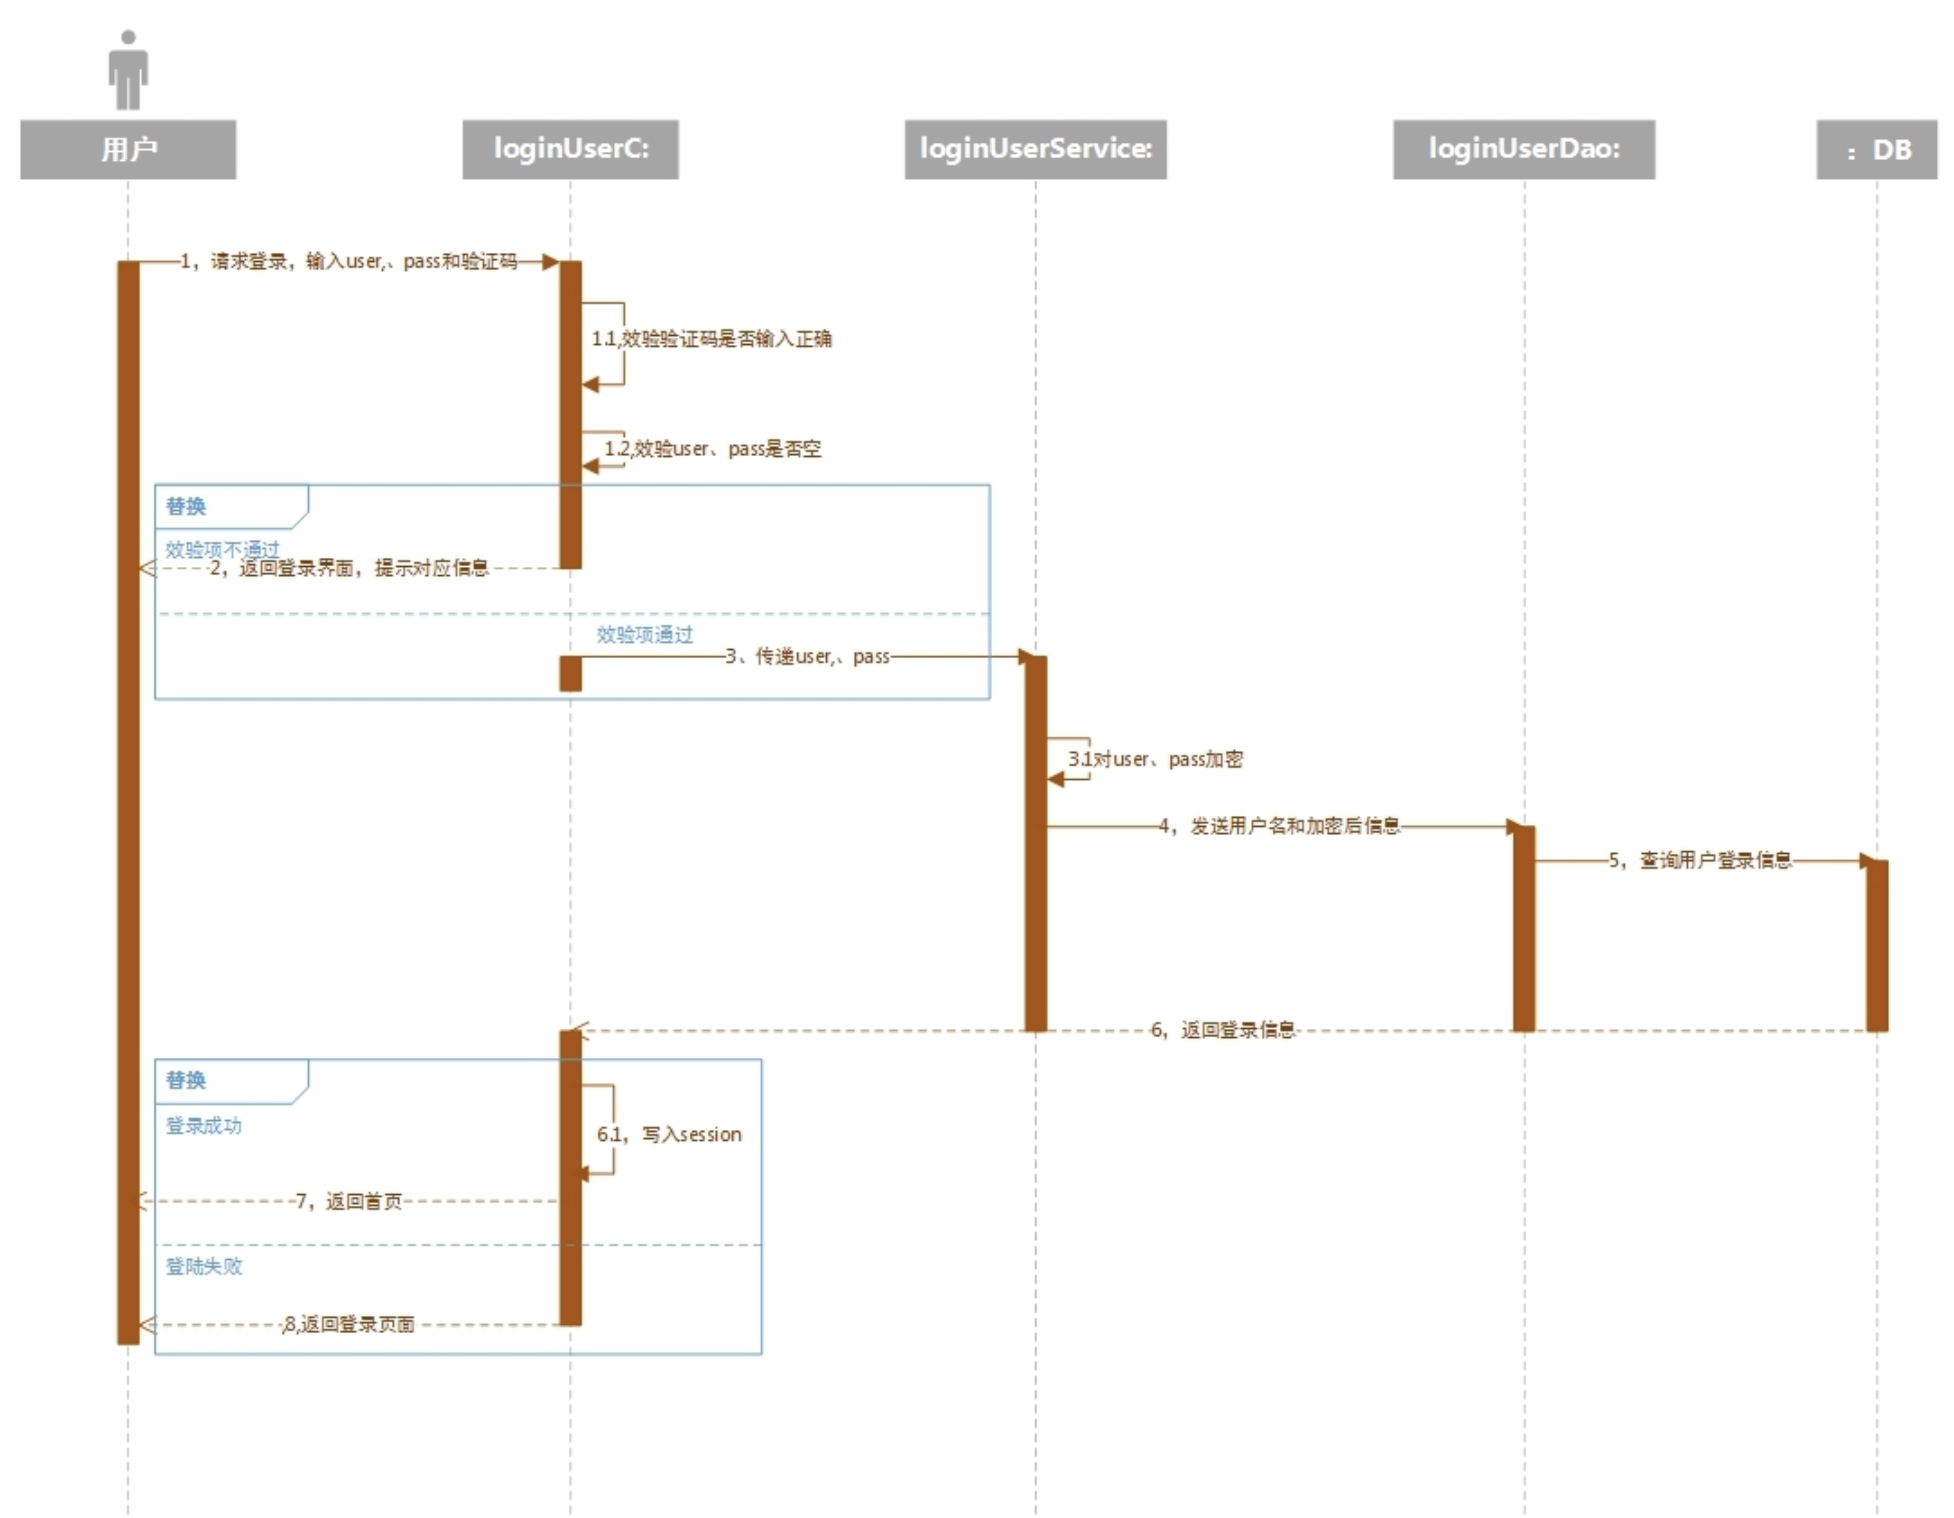 用户
loginUserC:
loginUserService:
loginUserDao:
：DB
1，请求登录，输入user,、pass和验证码
1.1,效验验证码是否输入正确
1.2,效验user、pass是否空
替换
效验项不通过
2，返回登录界面，提示对应信息
效验项通过
3、传递user,、pass
3.1对user、pass加密
4，发送用户名和加密后信息
5，查询用户登录信息
6，返回登录信息
替换
登录成功
6.1，写入session
7，返回首页
登陆失败
,8,返回登录页面